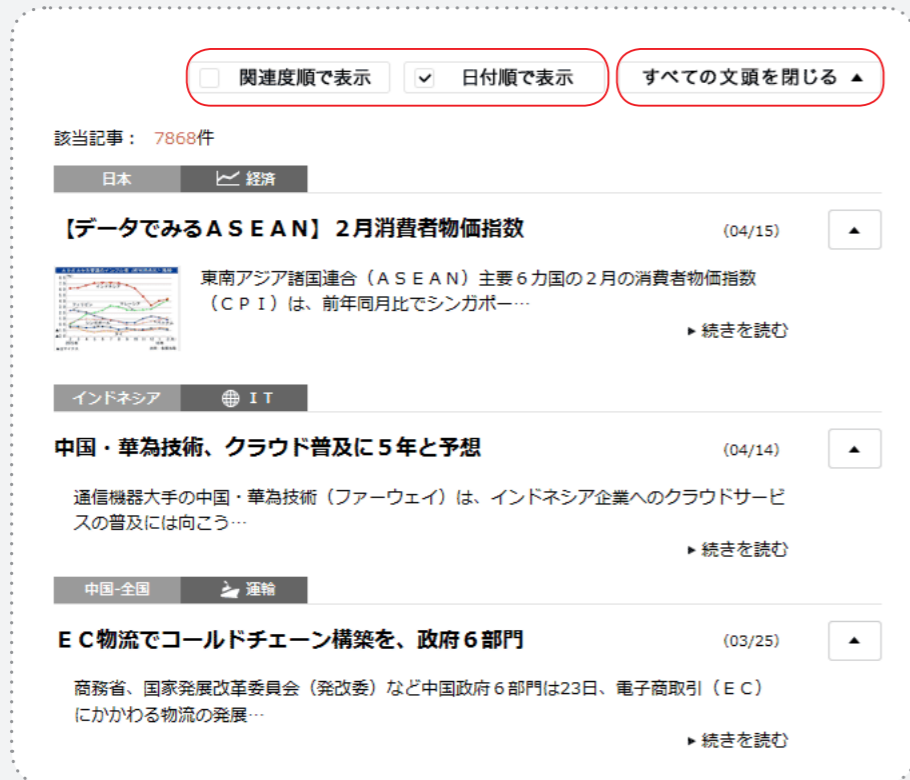 関連度順で表示 日付順で表示 すべての文頭を閉じる ▲
該当記事： 7868件
日本 経済
【データでみるＡＳＥＡＮ】２月消費者物価指数 （04/15） ▲
東南アジア諸国連合（ＡＳＥＡＮ）主要６カ国の２月の消費者物価指数
（ＣＰＩ）は、前年同月比でシンガポー…
▶続きを読む
インドネシア ＩＴ
中国・華為技術、クラウド普及に５年と予想 （04/14） ▲
通信機器大手の中国・華為技術（ファーウェイ）は、インドネシア企業へのクラウドサービ
スの普及には向こう…
▶続きを読む
中国-全国 運輸
ＥＣ物流でコールドチェーン構築を、政府６部門 （03/25） ▲
商務省、国家発展改革委員会（発改委）など中国政府６部門は23日、電子商取引（ＥＣ）
にかかわる物流の発展…
▶続きを読む